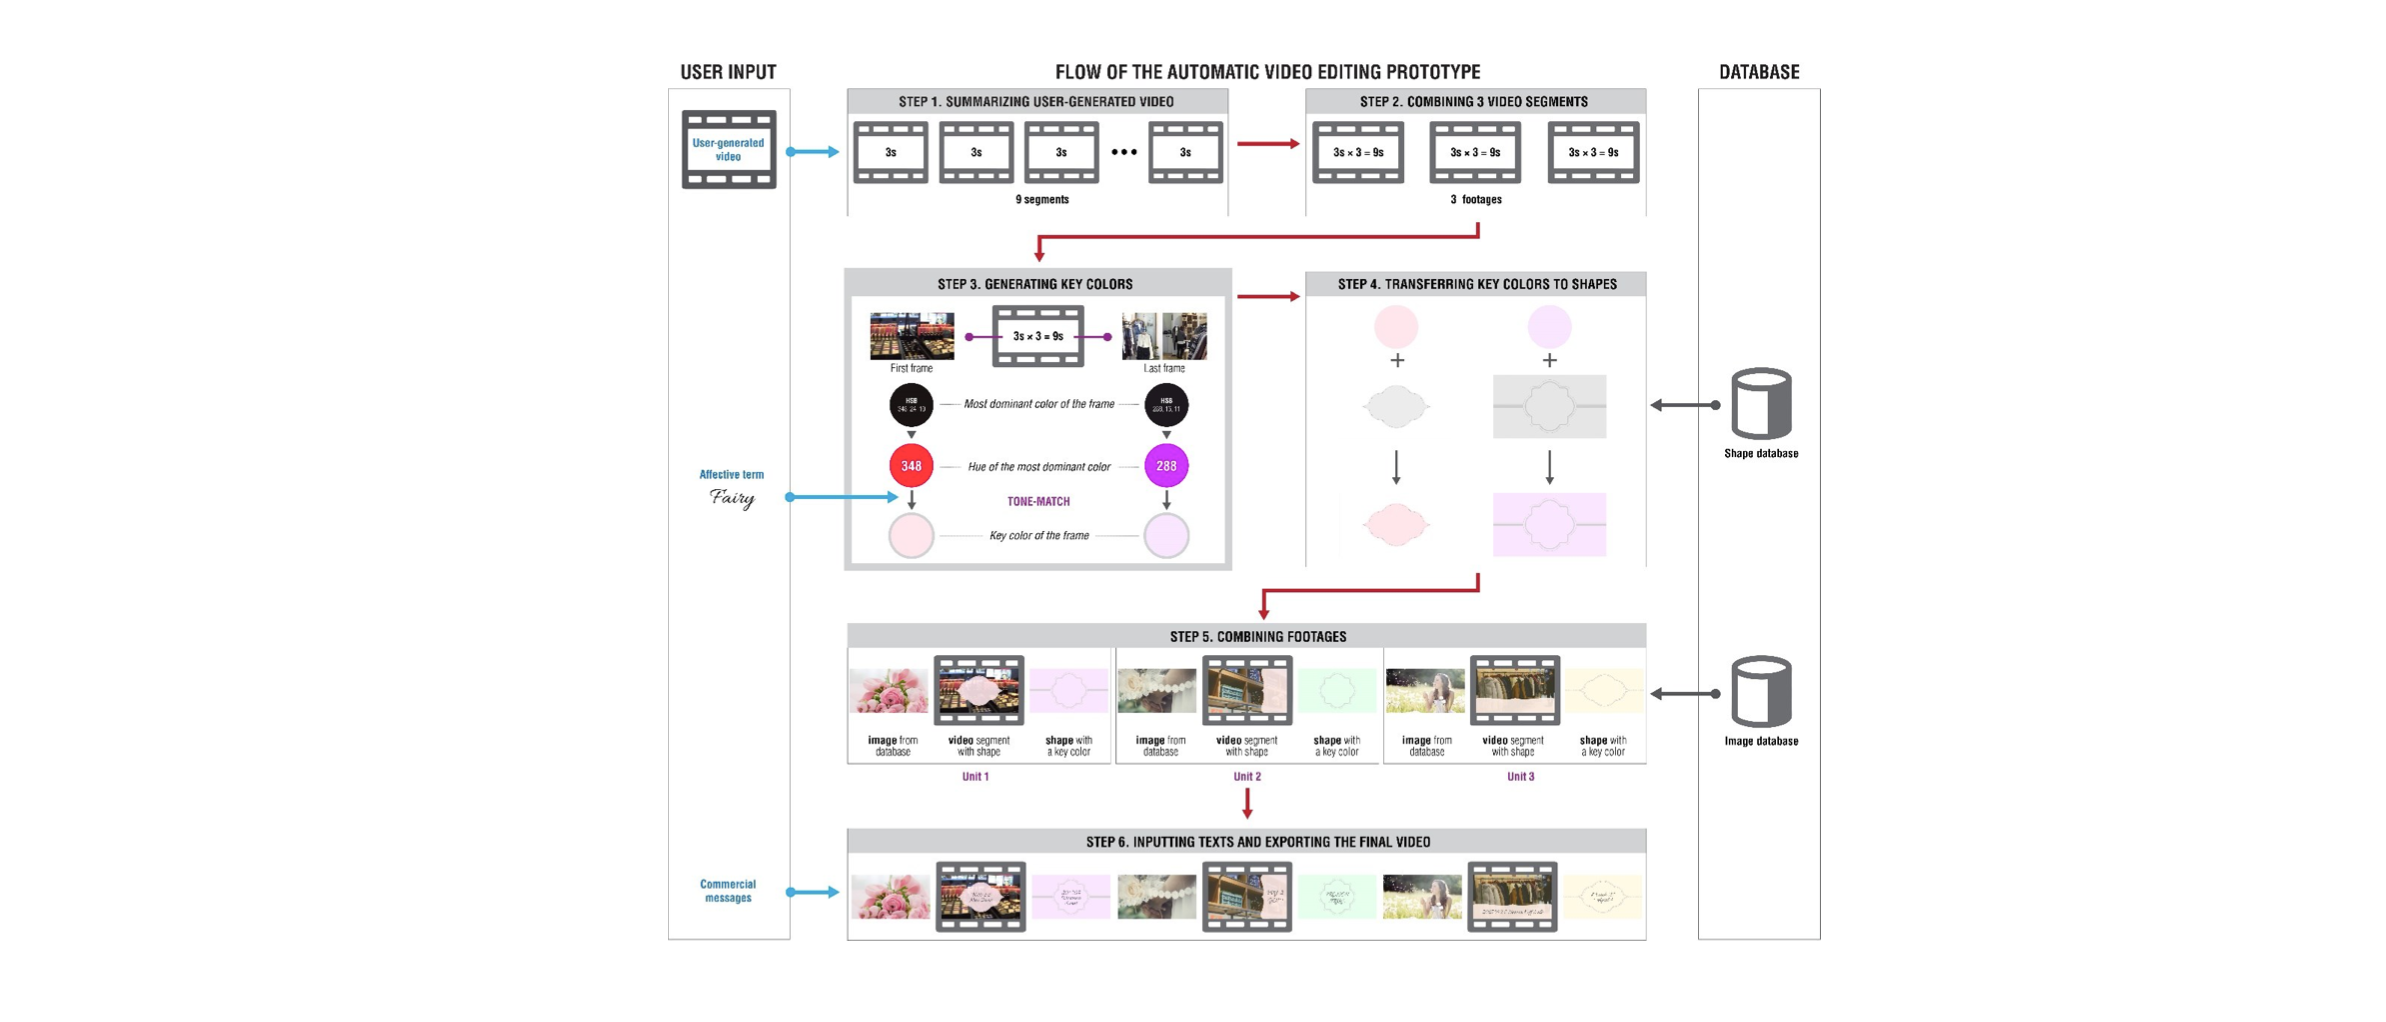 USER INPUT
FLOW OF THE AUTOMATIC VIDEO EDITING PROTOTYPE
DATABASE
User-generated
video
STEP 1. SUMMARIZING USER-GENERATED VIDEO
3s
3s
3s
3s
9 segments
STEP 2. COMBINING 3 VIDEO SEGMENTS
3s × 3 = 9s
3s × 3 = 9s
3s × 3 = 9s
3 footages
STEP 3. GENERATING KEY COLORS
3s × 3 = 9s
First frame
Last frame
HSB
Most dominant color of the frame
HSB
348
Hue of the most dominant color
288
Affective term
Fairy
TONE-MATCH
Key color of the frame
STEP 4. TRANSFERRING KEY COLORS TO SHAPES
+
+
Shape database
STEP 5. COMBINING FOOTAGES
image from
database
video segment
with shape
shape with
a key color
image from
database
video segment
with shape
shape with
a key color
image from
database
video segment
with shape
shape with
a key color
Unit 1
Unit 2
Unit 3
Image database
STEP 6. INPUTTING TEXTS AND EXPORTING THE FINAL VIDEO
Commercial
messages